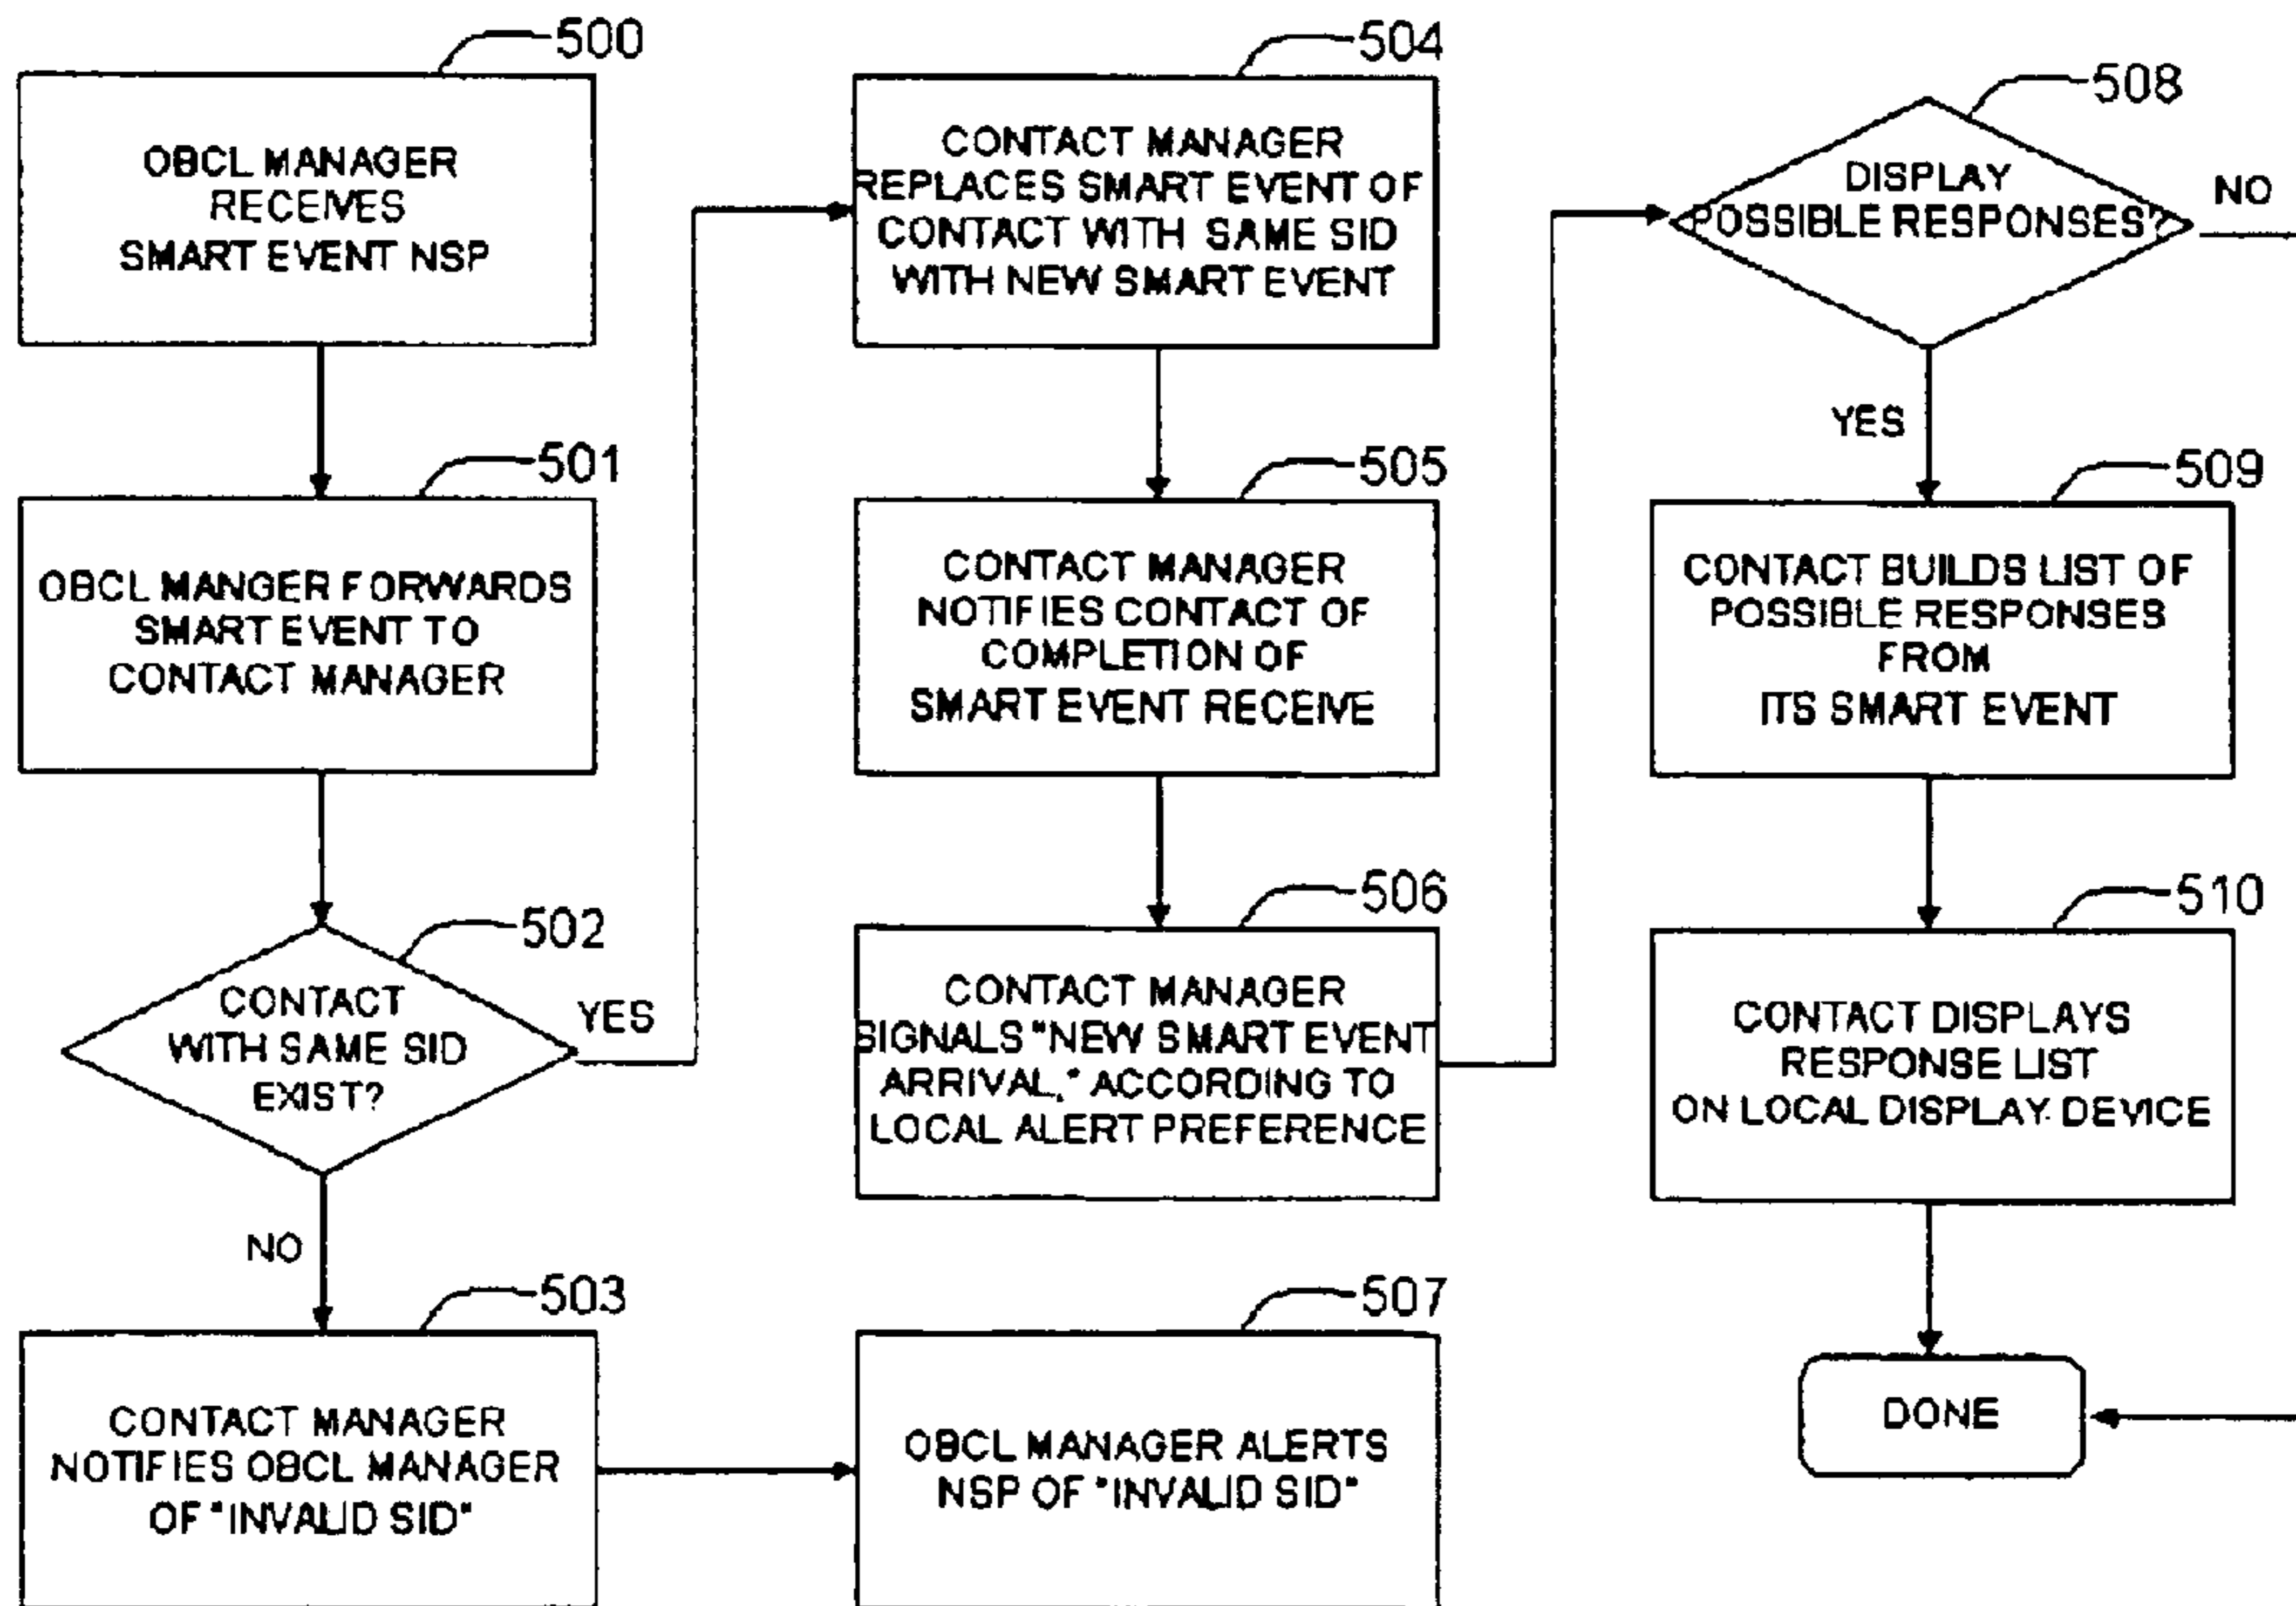 500
OBCL MANAGER
RECEIVES
SMART EVENT NSP
501
OBCL MANGER FORWARDS
SMART EVENT TO
CONTACT MANAGER
502
CONTACT
WITH SAME SID
EXIST?
YES
NO
503
CONTACT MANAGER
NOTIFIES OBCL MANAGER
OF "INVALID SID"
504
CONTACT MANAGER
REPLACES SMART EVENT OF
CONTACT WITH SAME SID
WITH NEW SMART EVENT
505
CONTACT MANAGER
NOTIFIES CONTACT OF
COMPLETION OF
SMART EVENT RECEIVE
506
CONTACT MANAGER
SIGNALS "NEW SMART EVENT
ARRIVAL," ACCORDING TO
LOCAL ALERT PREFERENCE
507
OBCL MANAGER ALERTS
NSP OF "INVALID SID"
508
DISPLAY
POSSIBLE RESPONSES?
NO
YES
509
CONTACT BUILDS LIST OF
POSSIBLE RESPONSES
FROM
ITS SMART EVENT
510
CONTACT DISPLAYS
RESPONSE LIST
ON LOCAL DISPLAY DEVICE
DONE